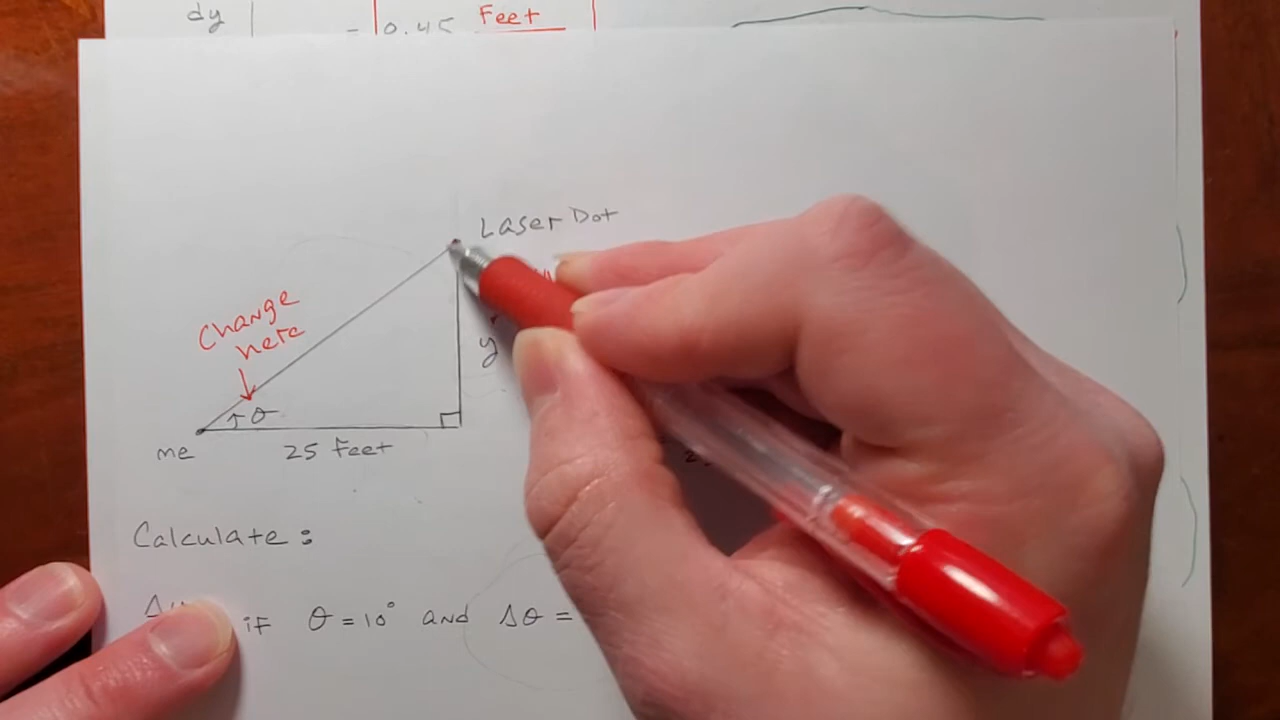 dy
- 0.45 Feet
Laser Dot
Change
here
y
θ
me
25 Feet
Calculate:
if θ = 10° and Δθ =